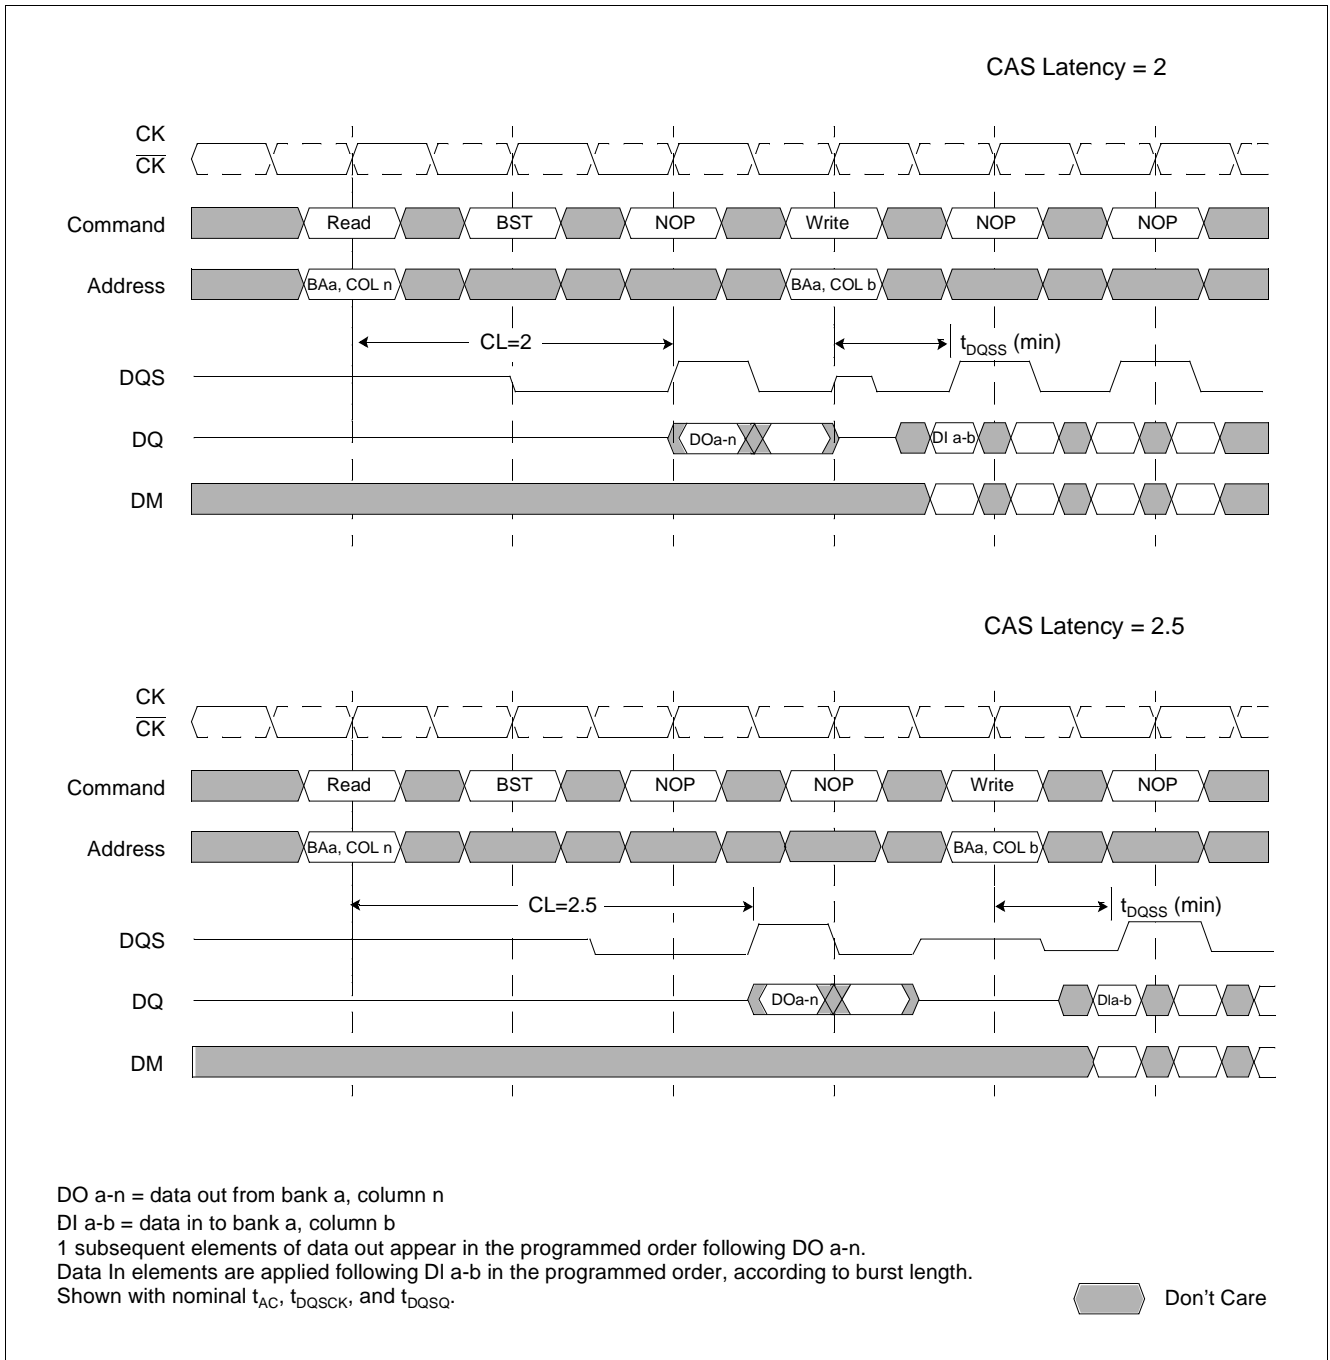 CAS Latency = 2
CK
CK
Command
Read
BST
NOP
Write
NOP
NOP
Address
BAa, COL n
BAa, COL b
CL=2
tDQSS (min)
DQS
DQ
DOa-n
DI a-b
DM
CAS Latency = 2.5
CK
CK
Command
Read
BST
NOP
NOP
Write
NOP
Address
BAa, COL n
BAa, COL b
CL=2.5
tDQSS (min)
DQS
DQ
DOa-n
DIa-b
DM
DO a-n = data out from bank a, column n
DI a-b = data in to bank a, column b
1 subsequent elements of data out appear in the programmed order following DO a-n.
Data In elements are applied following DI a-b in the programmed order, according to burst length.
Shown with nominal tAC, tDQSCK, and tDQSQ.
Don't Care